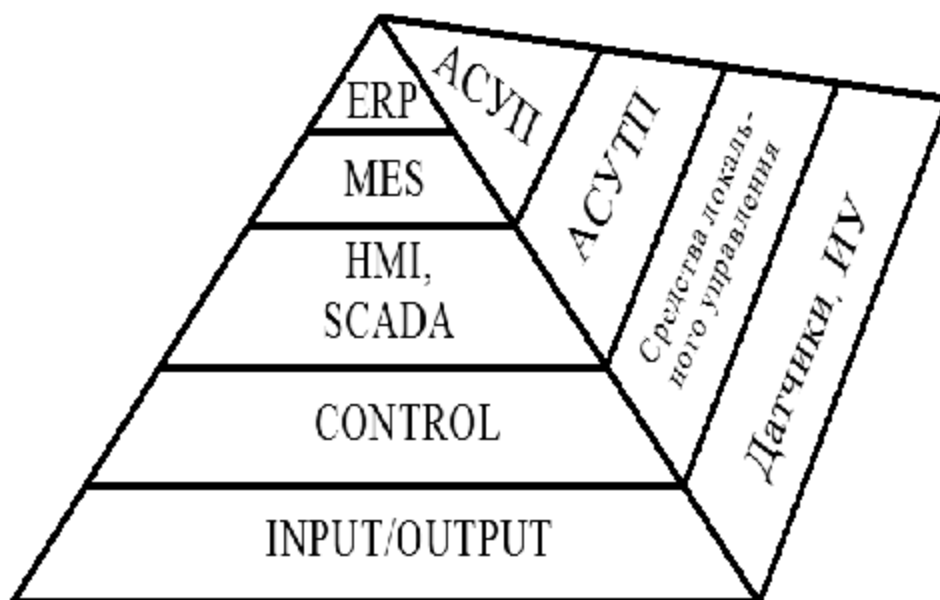 ERP
MES
HMI,
SCADA
CONTROL
INPUT/OUTPUT
АСУП
АСУТП
Средства локаль-
ного управления
Датчики, ИУ